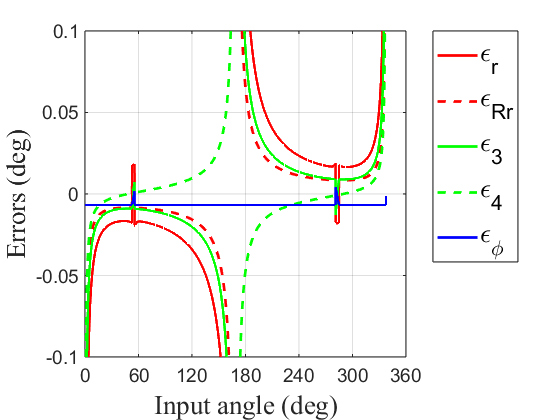 0.1
0.05
0
-0.05
-0.1
Errors (deg)
0 60 120 180 240 300 360
Input angle (deg)
ϵr
ϵRr
ϵ3
ϵ4
ϵϕ